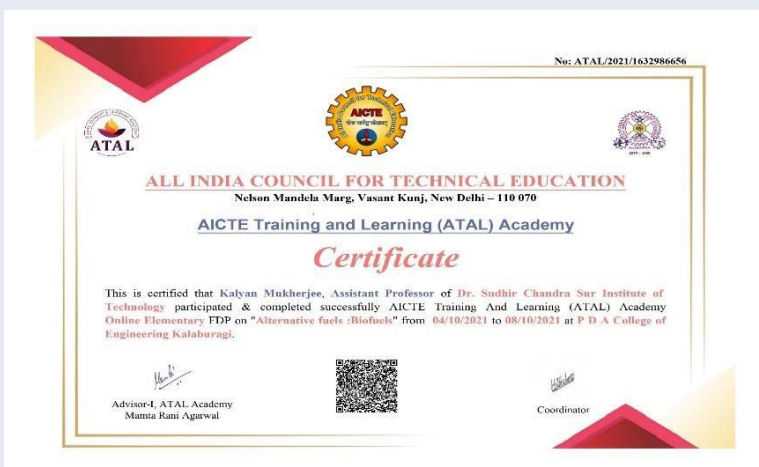 No: ATAL/2021/1632986656
ATAL
AICTE
ALL INDIA COUNCIL FOR TECHNICAL EDUCATION
Nelson Mandela Marg, Vasant Kunj, New Delhi – 110 070
AICTE Training and Learning (ATAL) Academy
Certificate
This is certified that Kalyan Mukherjee, Assistant Professor of Dr. Sudhir Chandra Sur Institute of
Technology participated & completed successfully AICTE Training And Learning (ATAL) Academy
Online Elementary FDP on "Alternative fuels :Biofuels" from 04/10/2021 to 08/10/2021 at P D A College of
Engineering Kalaburagi.
Advisor-I, ATAL Academy
Mamta Rani Agarwal
Coordinator